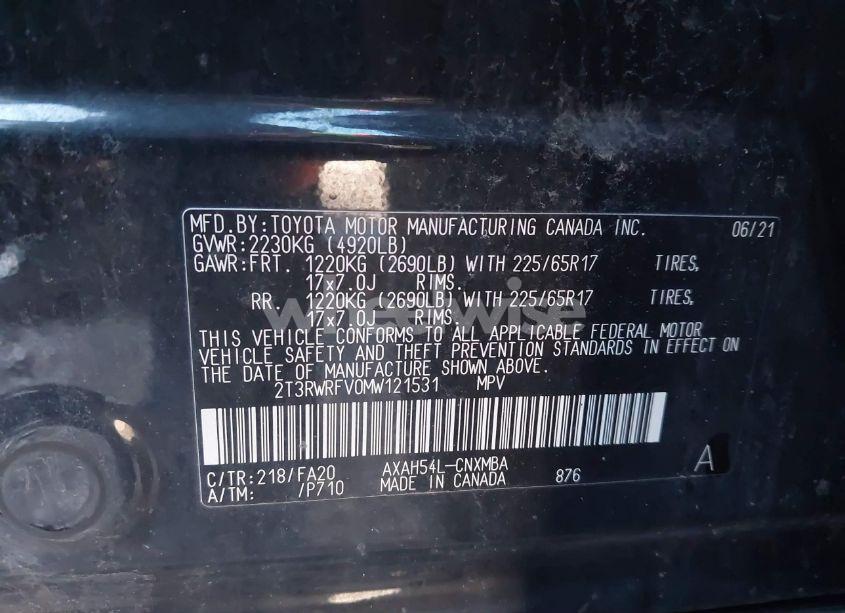 MFD.BY:TOYOTA MOTOR MANUFACTURING CANADA INC. 06/21
GVWR:2230KG (4920LB)
GAWR:FRT. 1220KG (2690LB) WITH 225/65R17 TIRES,
17x7.0J RIMS.
RR. 1220KG (2690LB) WITH 225/65R17 TIRES,
17x7.0J RIMS.
wheelwise
THIS VEHICLE CONFORMS TO ALL APPLICABLE FEDERAL MOTOR
VEHICLE SAFETY AND THEFT PREVENTION STANDARDS IN EFFECT ON
THE DATE OF MANUFACTURE SHOWN ABOVE.
2T3RWRFV0MW121531 MPV
C/TR:218/FA20 AXAH54L-CNXMBA A
A/TM: /P710 MADE IN CANADA 876